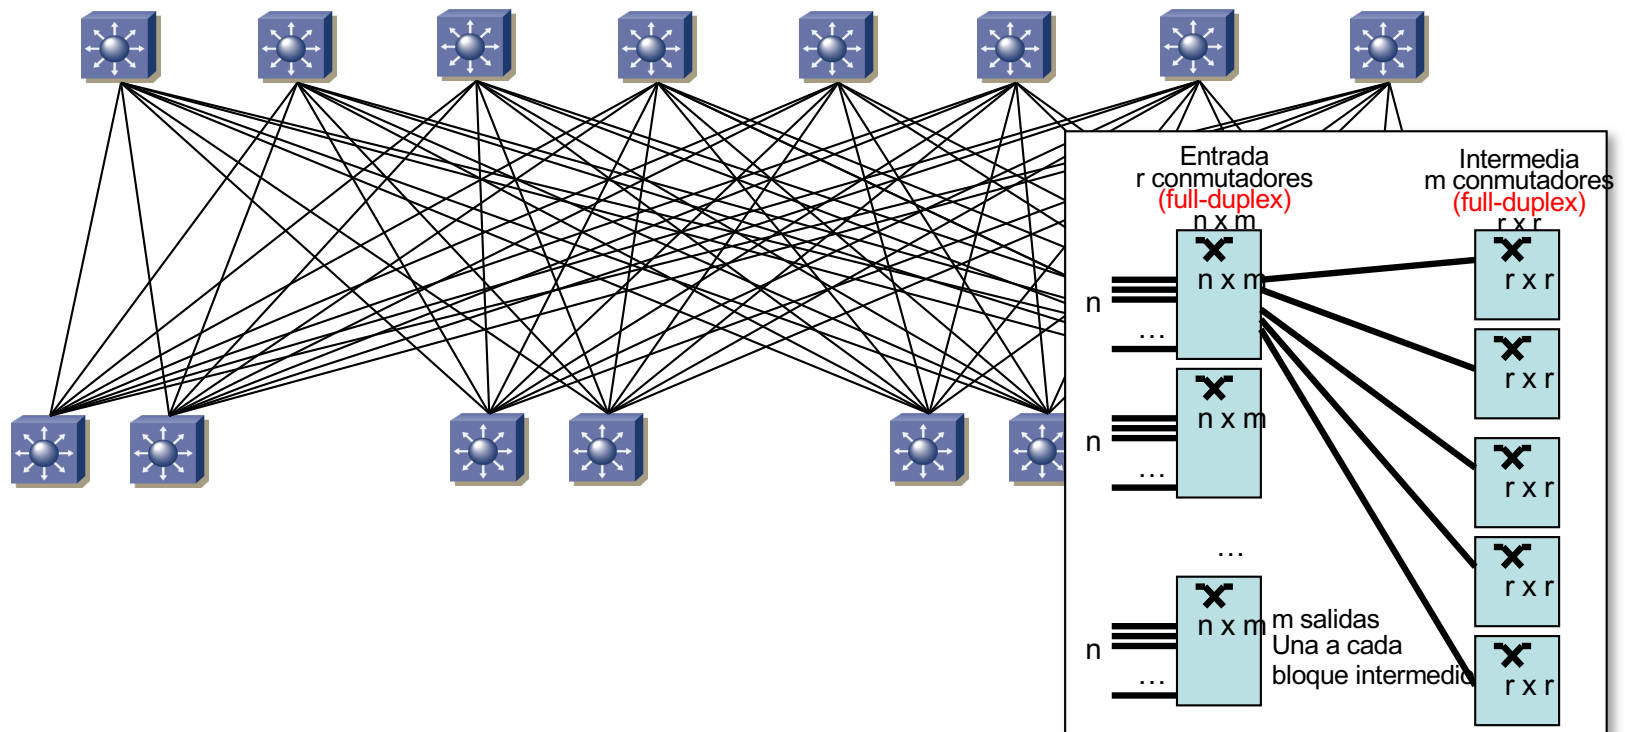 Entrada
r conmutadores
(full-duplex)
n x m
Intermedia
m conmutadores
(full-duplex)
r x r
n x m
n
...
n x m
n
...
...
n x m
n
...
m salidas
Una a cada
bloque intermedio
r x r
r x r
r x r
r x r
r x r